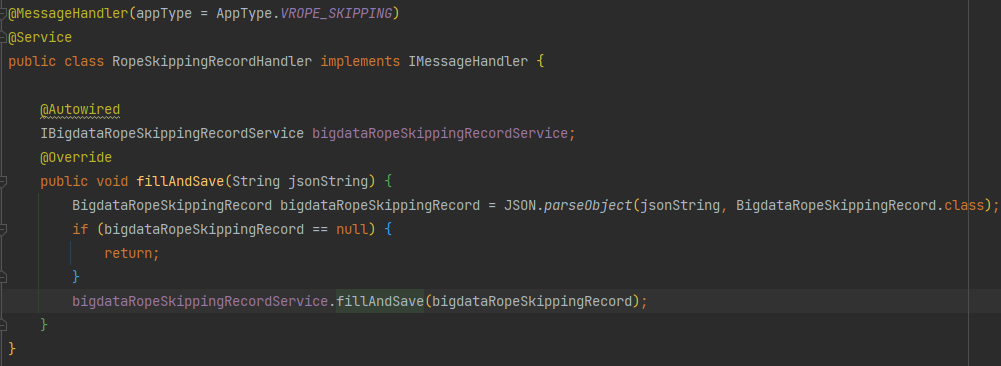 @MessageHandler(appType = AppType.VROPE_SKIPPING)
@Service
public class RopeSkippingRecordHandler implements IMessageHandler {
@Autowired
IBigdataRopeSkippingRecordService bigdataRopeSkippingRecordService;
@Override
public void fillAndSave(String jsonString) {
BigdataRopeSkippingRecord bigdataRopeSkippingRecord = JSON.parseObject(jsonString, BigdataRopeSkippingRecord.class);
if (bigdataRopeSkippingRecord == null) {
return;
}
bigdataRopeSkippingRecordService.fillAndSave(bigdataRopeSkippingRecord);
}
}